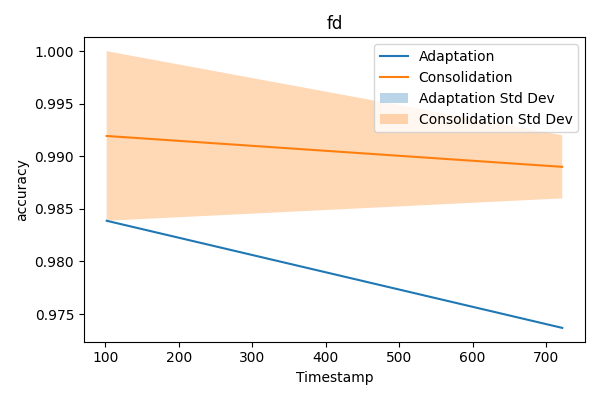 fd
1.000
0.995
0.990
0.985
0.980
0.975
accuracy
Adaptation
Consolidation
Adaptation Std Dev
Consolidation Std Dev
100 200 300 400 500 600 700
Timestamp